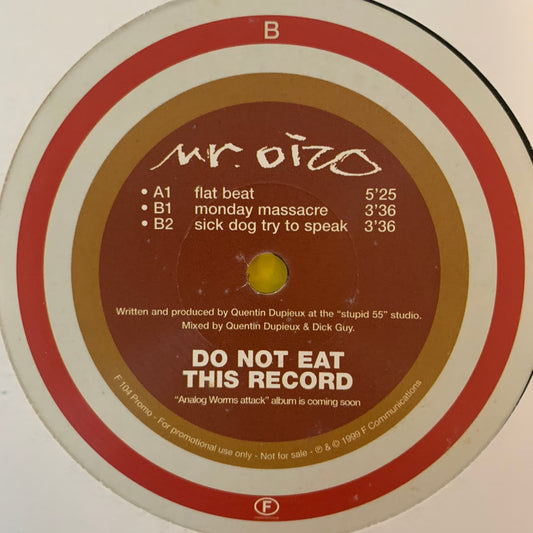 B
mr. oizo
• A1 flat beat 5'25
• B1 monday massacre 3'36
• B2 sick dog try to speak 3'36
Written and produced by Quentin Dupieux at the "stupid 55" studio.
Mixed by Quentin Dupieux & Dick Guy.
DO NOT EAT
THIS RECORD
"Analog Worms attack" album is coming soon
F 104 Promo - For promotional use only - Not for sale - ℗ & © 1999 F Communications
F